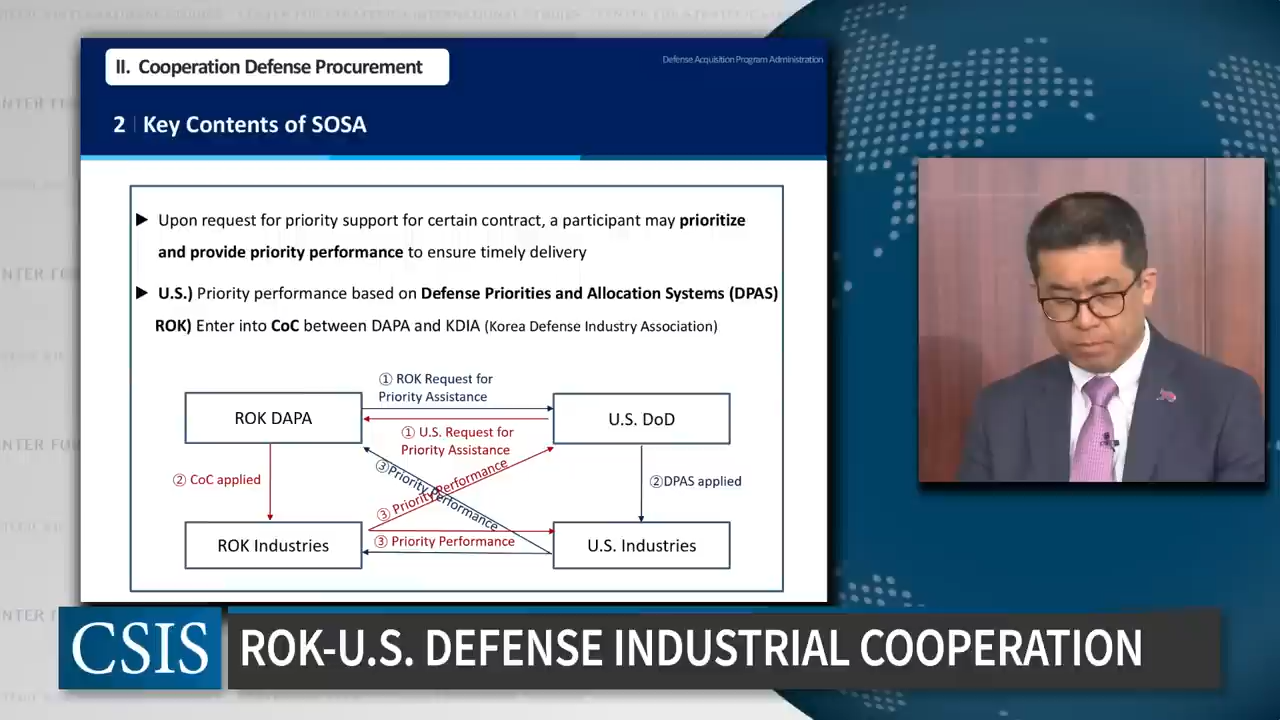 II. Cooperation Defense Procurement
Defense Acquisition Program Administration
2 Key Contents of SOSA
▶ Upon request for priority support for certain contract, a participant may prioritize
and provide priority performance to ensure timely delivery
▶ U.S.) Priority performance based on Defense Priorities and Allocation Systems (DPAS)
ROK) Enter into CoC between DAPA and KDIA (Korea Defense Industry Association)
① ROK Request for
Priority Assistance
ROK DAPA
U.S. DoD
① U.S. Request for
Priority Assistance
② CoC applied
③ Priority Performance
③ Priority Performance
②DPAS applied
③ Priority Performance
ROK Industries
U.S. Industries
CSIS
ROK-U.S. DEFENSE INDUSTRIAL COOPERATION